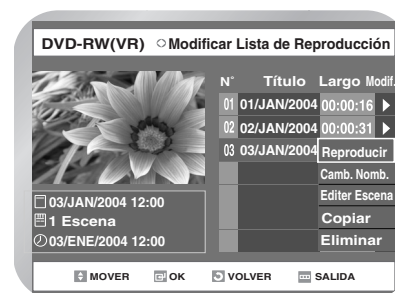 DVD-RW(VR) Modificar Lista de Reproducción
N° Título Largo Modif.
01 01/JAN/2004 00:00:16
02 02/JAN/2004 00:00:31
03 03/JAN/2004 Reproducir
Camb. Nomb.
Editer Escena
Copiar
Eliminar
03/JAN/2004 12:00
1 Escena
03/ENE/2004 12:00
MOVER OK VOLVER SALIDA